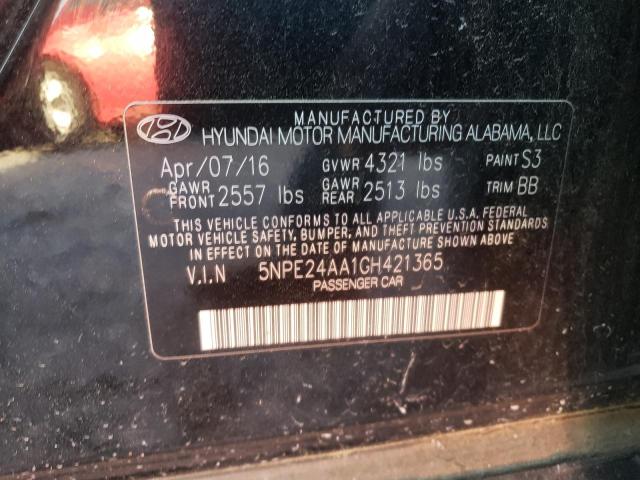 MANUFACTURED BY
HYUNDAI MOTOR MANUFACTURING ALABAMA, LLC
Apr/07/16 GVWR 4321 lbs PAINT S3
GAWR FRONT 2557 lbs GAWR REAR 2513 lbs TRIM BB
THIS VEHICLE CONFORMS TO ALL APPLICABLE U.S.A. FEDERAL
MOTOR VEHICLE SAFETY, BUMPER, AND THEFT PREVENTION STANDARDS
IN EFFECT ON THE DATE OF MANUFACTURE SHOWN ABOVE
V.I.N 5NPE24AA1GH421365
PASSENGER CAR